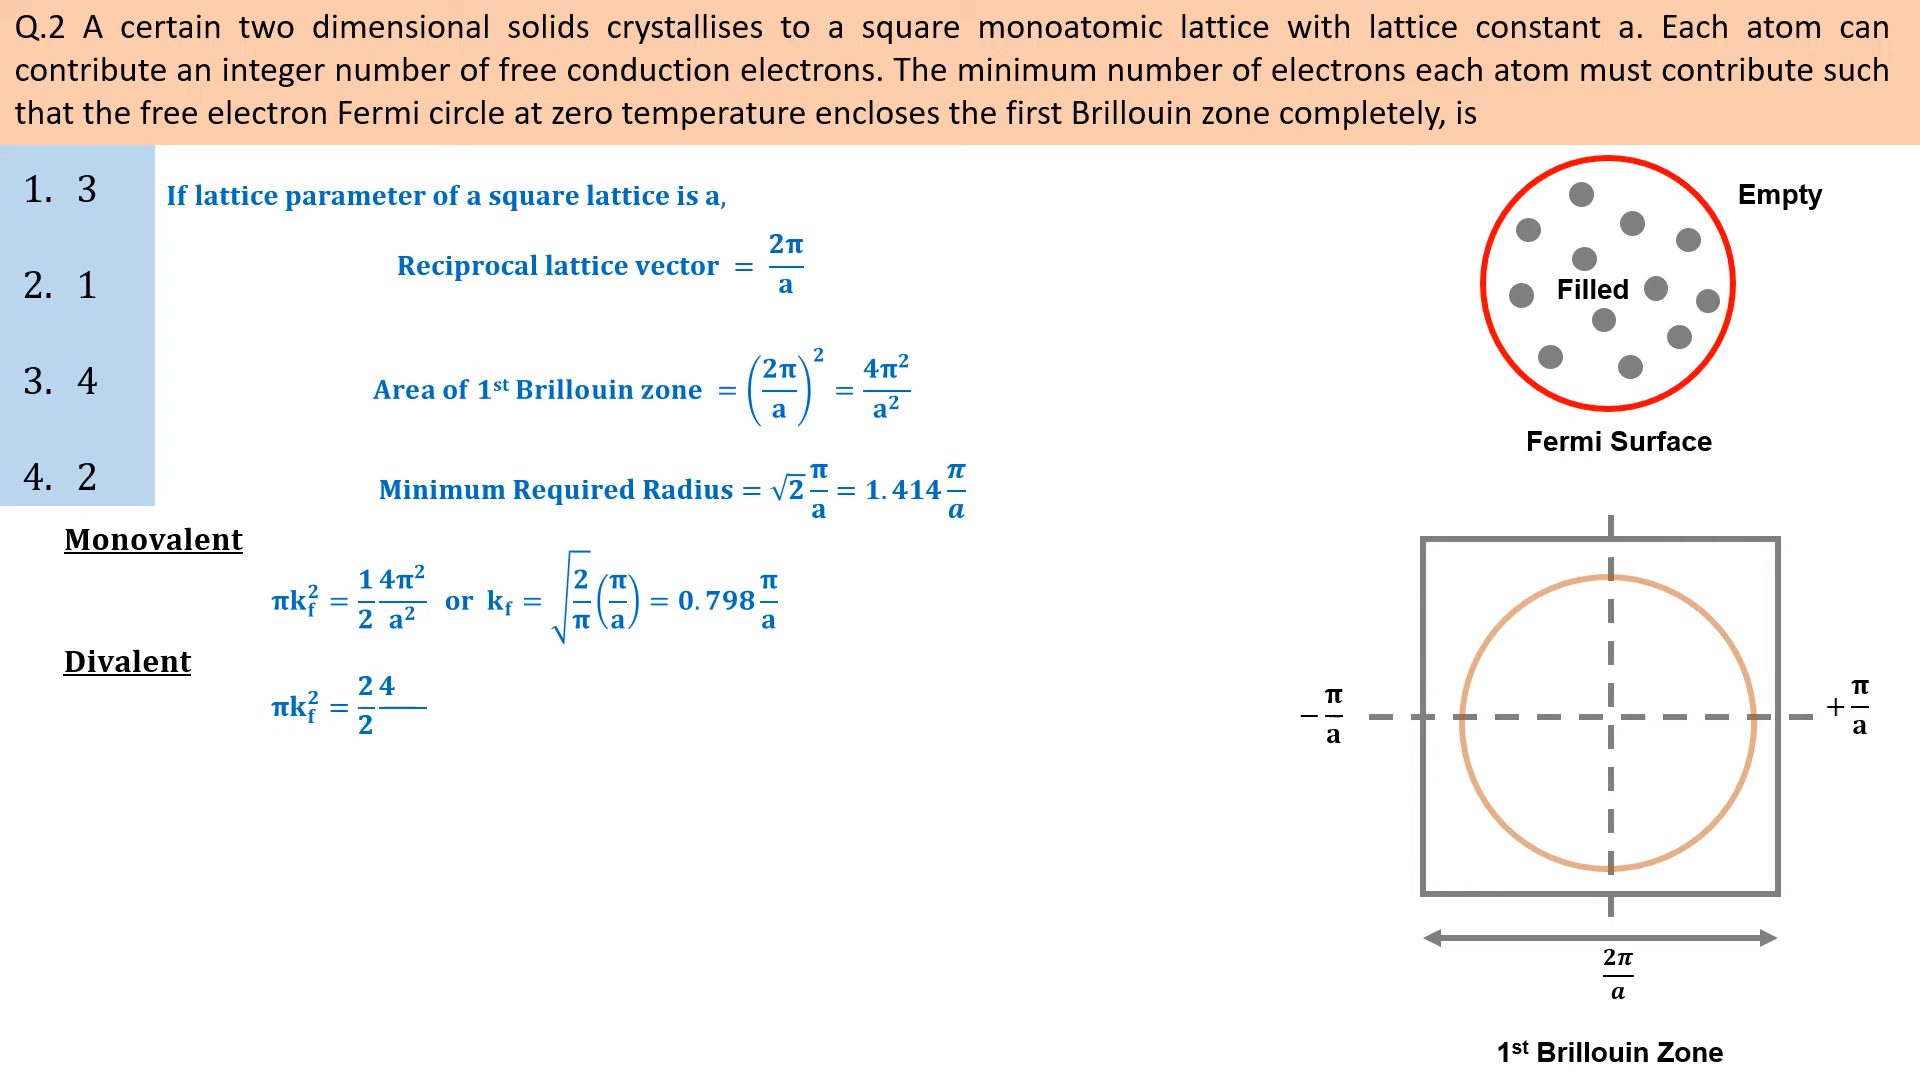 Q.2 A certain two dimensional solids crystallises to a square monoatomic lattice with lattice constant a. Each atom can
contribute an integer number of free conduction electrons. The minimum number of electrons each atom must contribute such
that the free electron Fermi circle at zero temperature encloses the first Brillouin zone completely, is
1. 3
2. 1
3. 4
4. 2
If lattice parameter of a square lattice is a,
Reciprocal lattice vector = 2π/a
Area of 1st Brillouin zone = (2π/a)² = 4π²/a²
Minimum Required Radius = √2 π/a = 1.414 π/a
Monovalent
πk_f² = 1/2 4π²/a² or k_f = √(2/π) (π/a) = 0.798 π/a
Divalent
πk_f² = 2/2 4
Empty
Filled
Fermi Surface
−π/a
+π/a
2π/a
1st Brillouin Zone